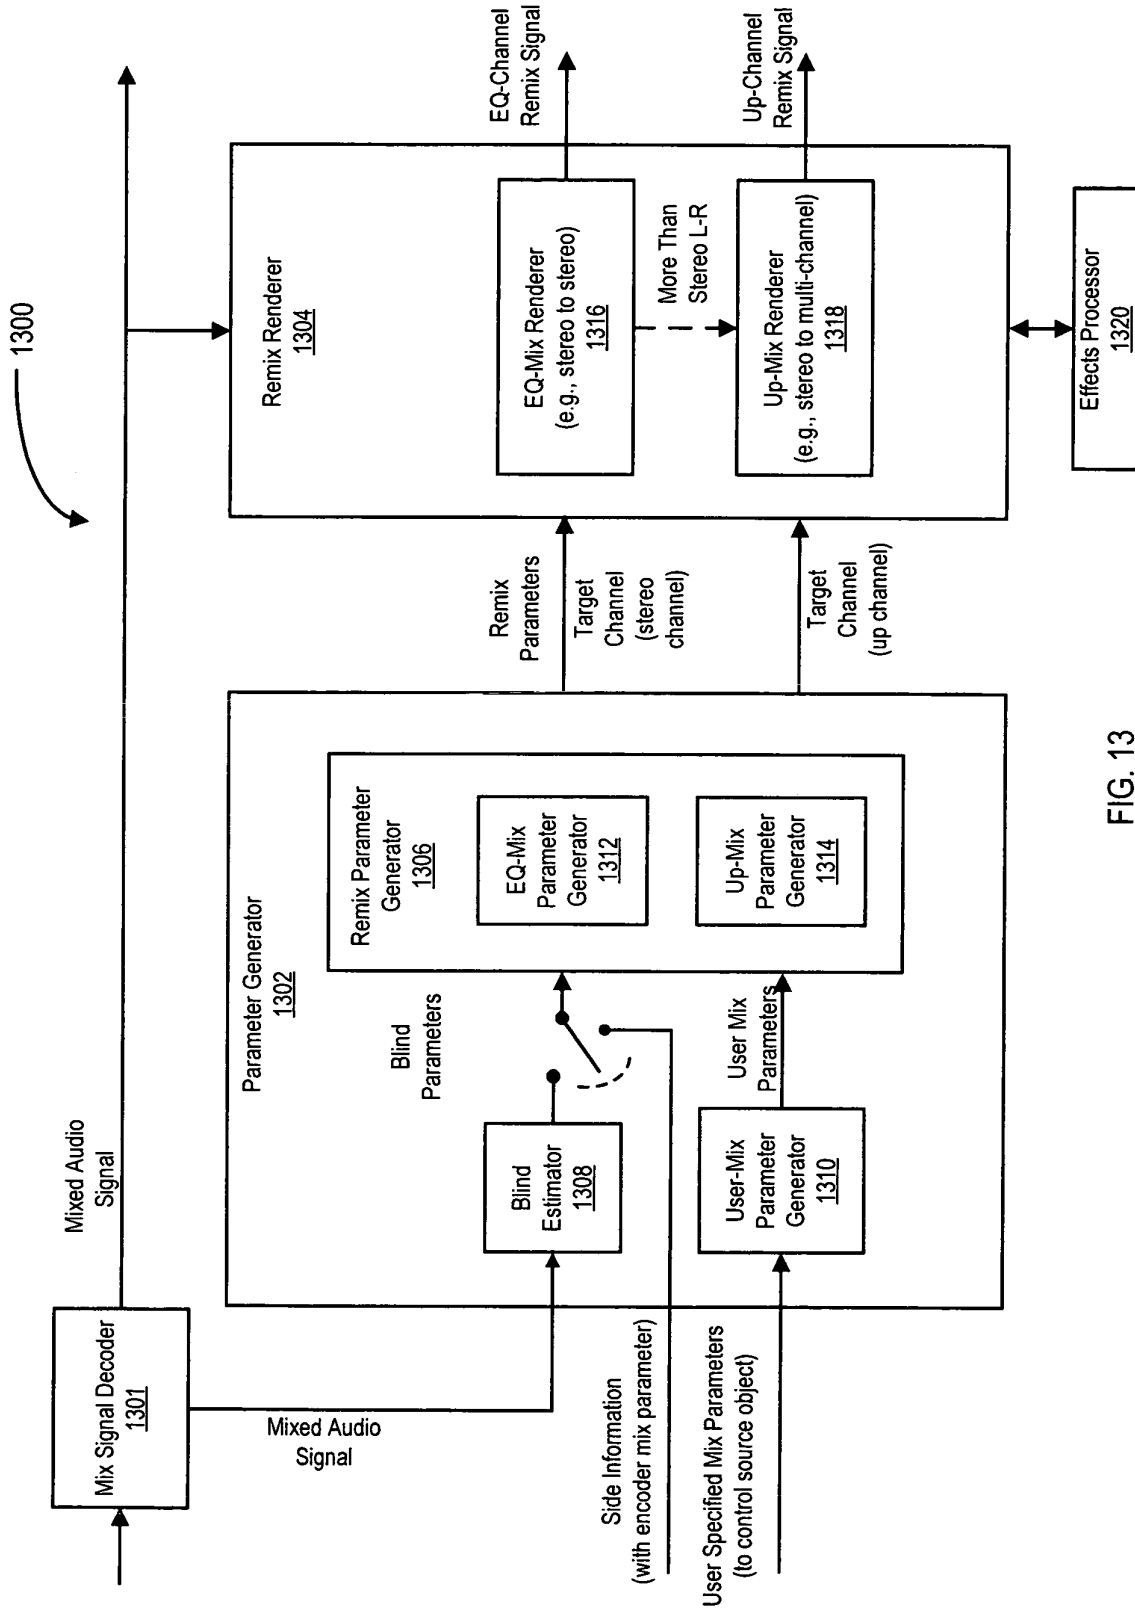 1300
Mix Signal Decoder
1301
Mixed Audio
Signal
Mixed Audio
Signal
Parameter Generator
1302
Blind
Estimator
1308
Blind
Parameters
Side Information
(with encoder mix parameter)
User Specified Mix Parameters
(to control source object)
User-Mix
Parameter
Generator
1310
User Mix
Parameters
Remix Parameter
Generator
1306
EQ-Mix
Parameter
Generator
1312
Up-Mix
Parameter
Generator
1314
Remix
Parameters
Target
Channel
(stereo
channel)
Target
Channel
(up channel)
Remix Renderer
1304
EQ-Mix Renderer
(e.g., stereo to stereo)
1316
More Than
Stereo L-R
Up-Mix Renderer
(e.g., stereo to multi-channel)
1318
EQ-Channel
Remix Signal
Up-Channel
Remix Signal
Effects Processor
1320
FIG. 13